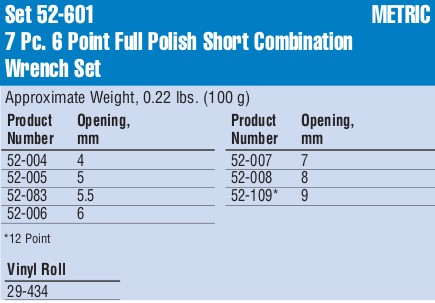 Set 52-601 METRIC
7 Pc. 6 Point Full Polish Short Combination
Wrench Set
Approximate Weight, 0.22 lbs. (100 g)
Product Opening, Product Opening,
Number mm Number mm
52-004 4 52-007 7
52-005 5 52-008 8
52-083 5.5 52-109* 9
52-006 6
*12 Point
Vinyl Roll
29-434